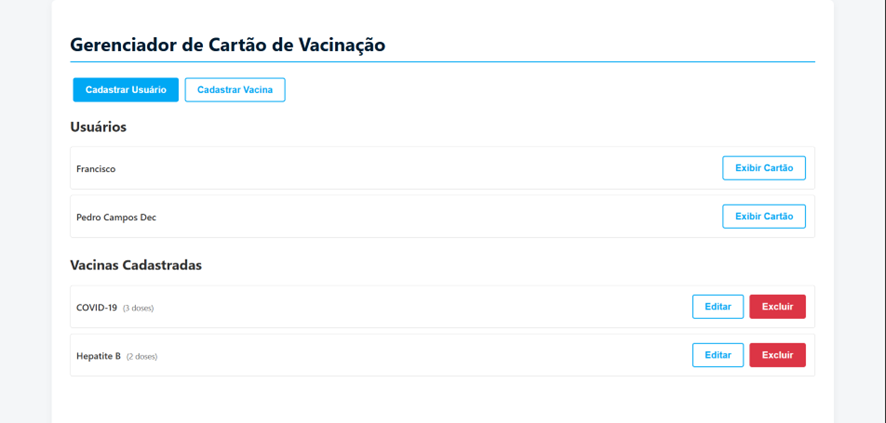 Gerenciador de Cartão de Vacinação
Cadastrar Usuário Cadastrar Vacina
Usuários
Francisco Exibir Cartão
Pedro Campos Dec Exibir Cartão
Vacinas Cadastradas
COVID-19 (3 doses) Editar Excluir
Hepatite B (2 doses) Editar Excluir